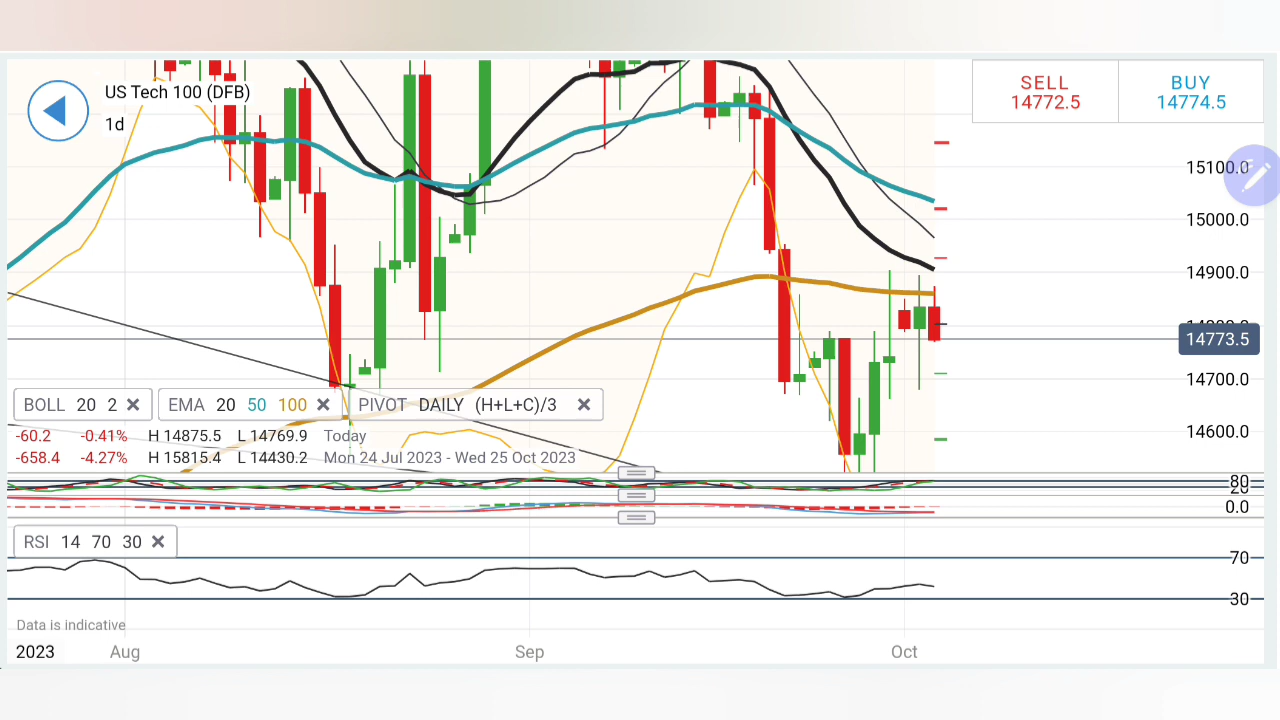 US Tech 100 (DFB)
1d
SELL
14772.5
BUY
14774.5
15100.0
15000.0
14900.0
14773.5
14700.0
14600.0
BOLL 20 2
EMA 20 50 100
PIVOT DAILY (H+L+C)/3
-60.2 -0.41% H 14875.5 L 14769.9 Today
-658.4 -4.27% H 15815.4 L 14430.2 Mon 24 Jul 2023 - Wed 25 Oct 2023
80
20
0.0
RSI 14 70 30
70
30
Data is indicative
2023 Aug Sep Oct